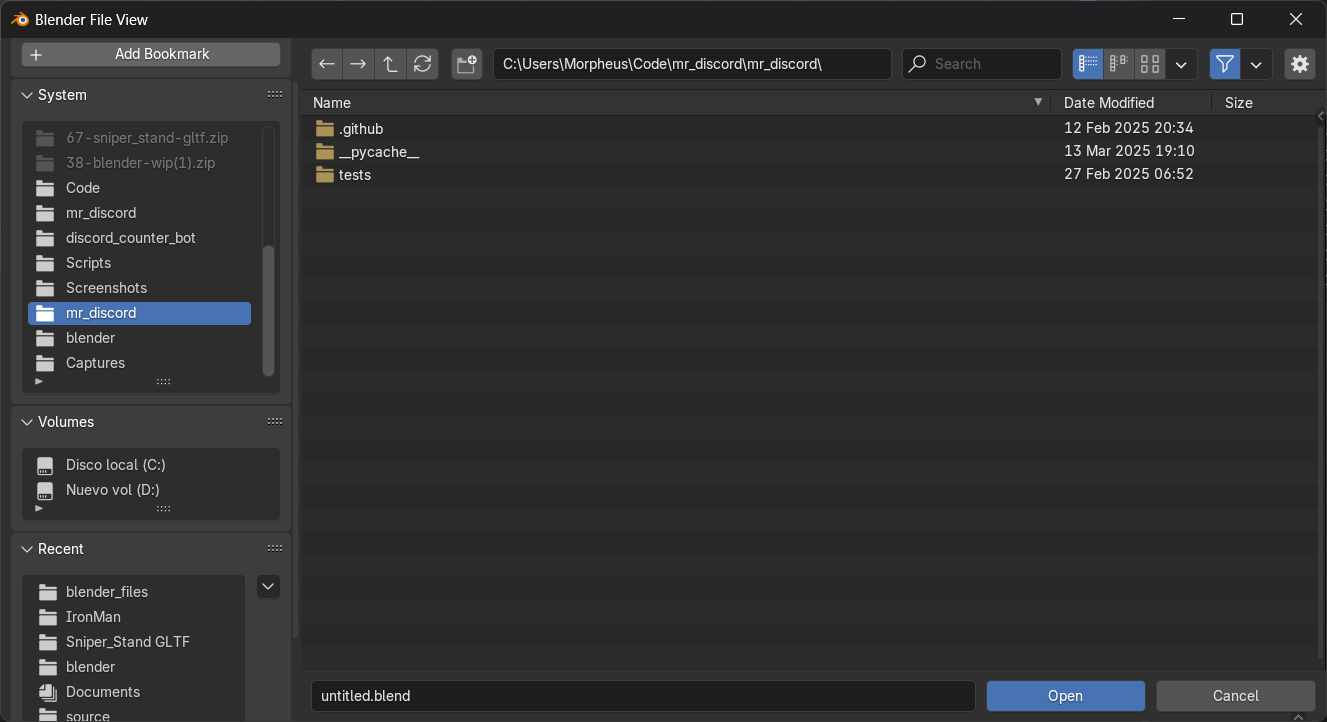 Blender File View
Add Bookmark
C:\Users\Morpheus\Code\mr_discord\mr_discord\
Search
System
67-sniper_stand-gltf.zip
38-blender-wip(1).zip
Code
mr_discord
discord_counter_bot
Scripts
Screenshots
mr_discord
blender
Captures
Volumes
Disco local (C:)
Nuevo vol (D:)
Recent
blender_files
IronMan
Sniper_Stand GLTF
blender
Documents
source
Name Date Modified Size
.github 12 Feb 2025 20:34
__pycache__ 13 Mar 2025 19:10
tests 27 Feb 2025 06:52
untitled.blend
Open
Cancel